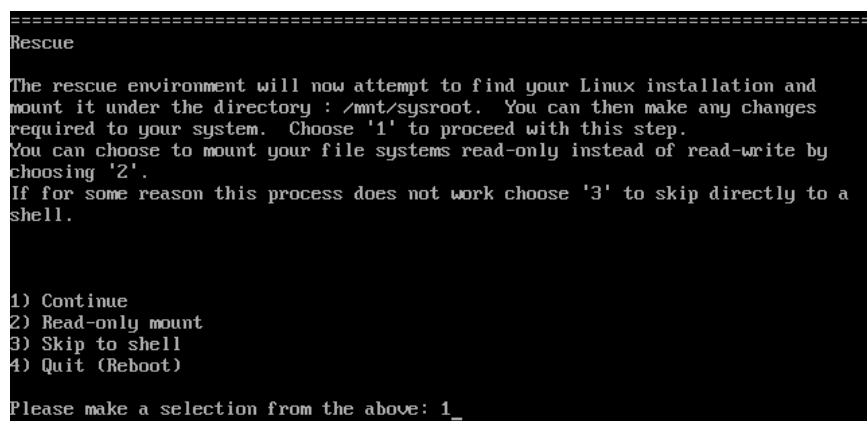 ================================================================================
Rescue
The rescue environment will now attempt to find your Linux installation and
mount it under the directory : /mnt/sysroot.  You can then make any changes
required to your system.  Choose '1' to proceed with this step.
You can choose to mount your file systems read-only instead of read-write by
choosing '2'.
If for some reason this process does not work choose '3' to skip directly to a
shell.
1) Continue
2) Read-only mount
3) Skip to shell
4) Quit (Reboot)
Please make a selection from the above: 1_